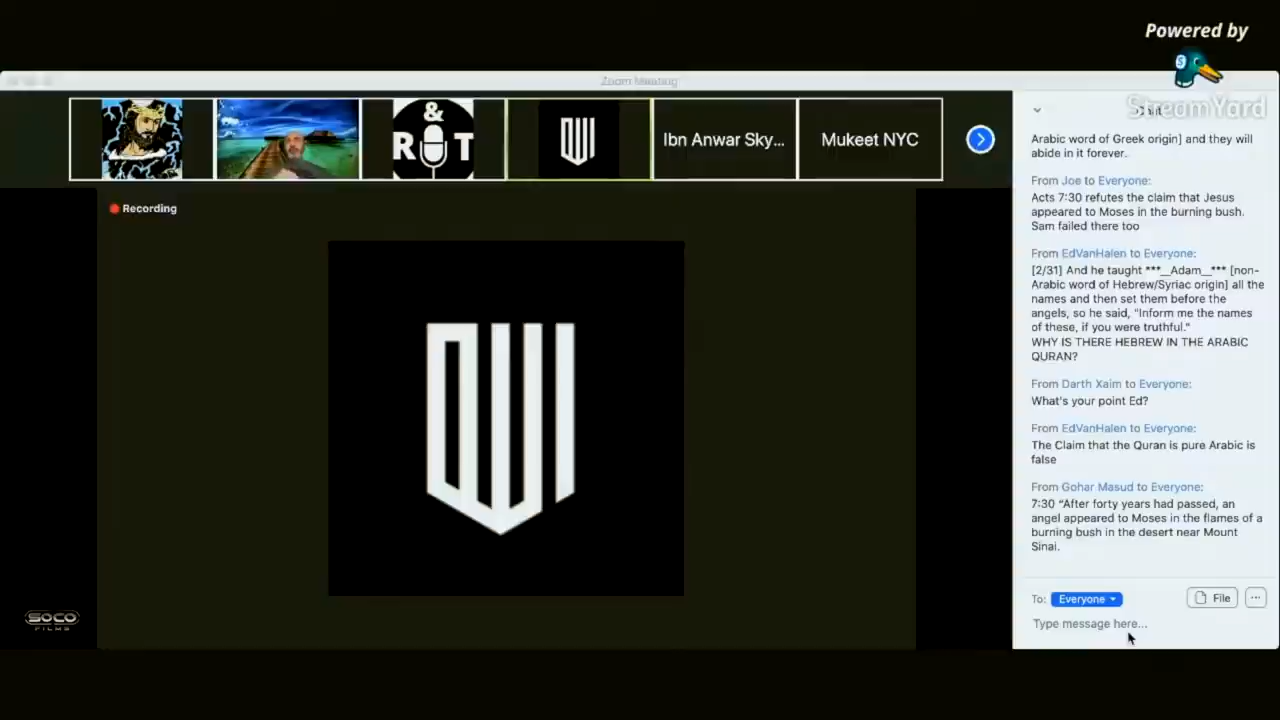 Powered by
StreamYard
Zoom Meeting
&
R T
Ibn Anwar Sky...
Mukeet NYC
Recording
SOCO
FILMS
Arabic word of Greek origin] and they will
abide in it forever.
From Joe to Everyone:
Acts 7:30 refutes the claim that Jesus
appeared to Moses in the burning bush.
Sam failed there too
From EdVanHalen to Everyone:
[2/31] And he taught ***__Adam__*** [non-
Arabic word of Hebrew/Syriac origin] all the
names and then set them before the
angels, so he said, "Inform me the names
of these, if you were truthful."
WHY IS THERE HEBREW IN THE ARABIC
QURAN?
From Darth Xaim to Everyone:
What's your point Ed?
From EdVanHalen to Everyone:
The Claim that the Quran is pure Arabic is
false
From Gohar Masud to Everyone:
7:30 “After forty years had passed, an
angel appeared to Moses in the flames of a
burning bush in the desert near Mount
Sinai.
To: Everyone
File
Type message here...